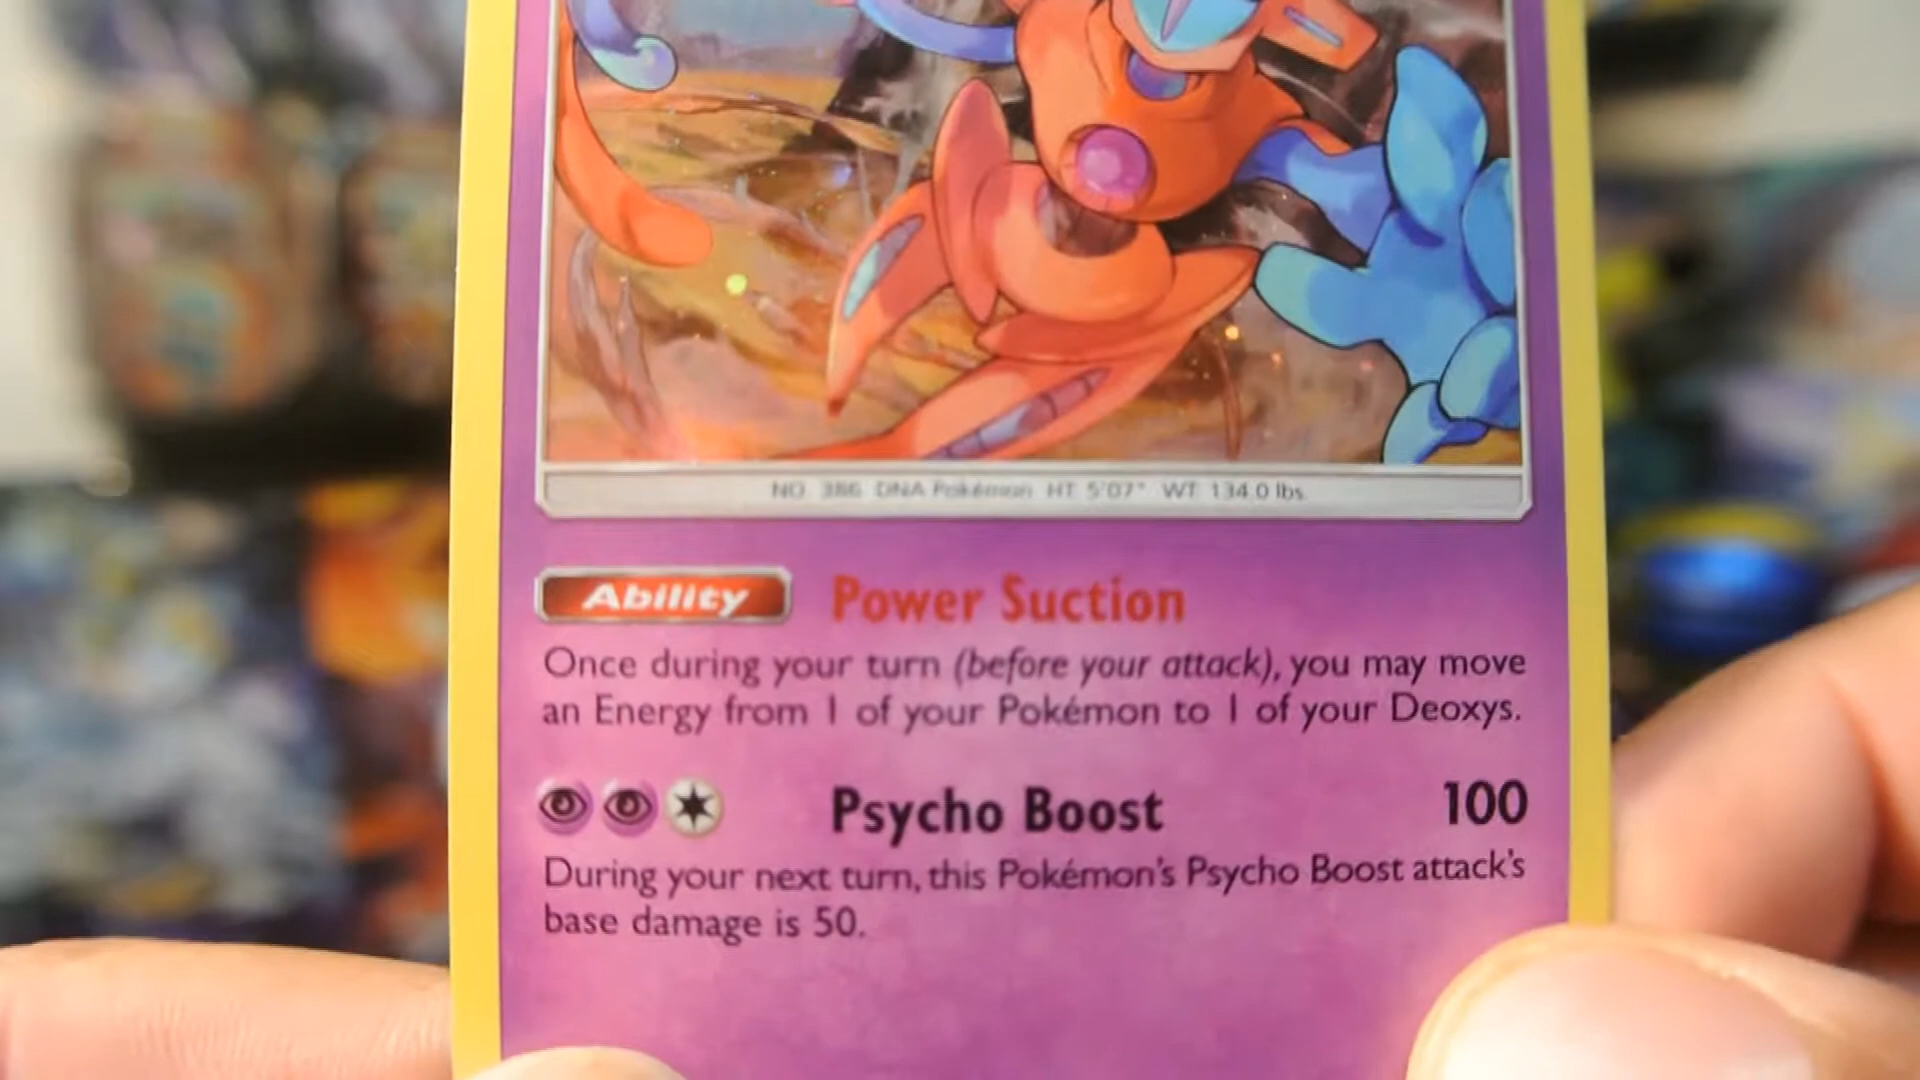 NO. 386 DNA Pokémon HT: 5'07" WT: 134.0 lbs.
Ability Power Suction
Once during your turn (before your attack), you may move
an Energy from 1 of your Pokémon to 1 of your Deoxys.
Psycho Boost 100
During your next turn, this Pokémon's Psycho Boost attack's
base damage is 50.